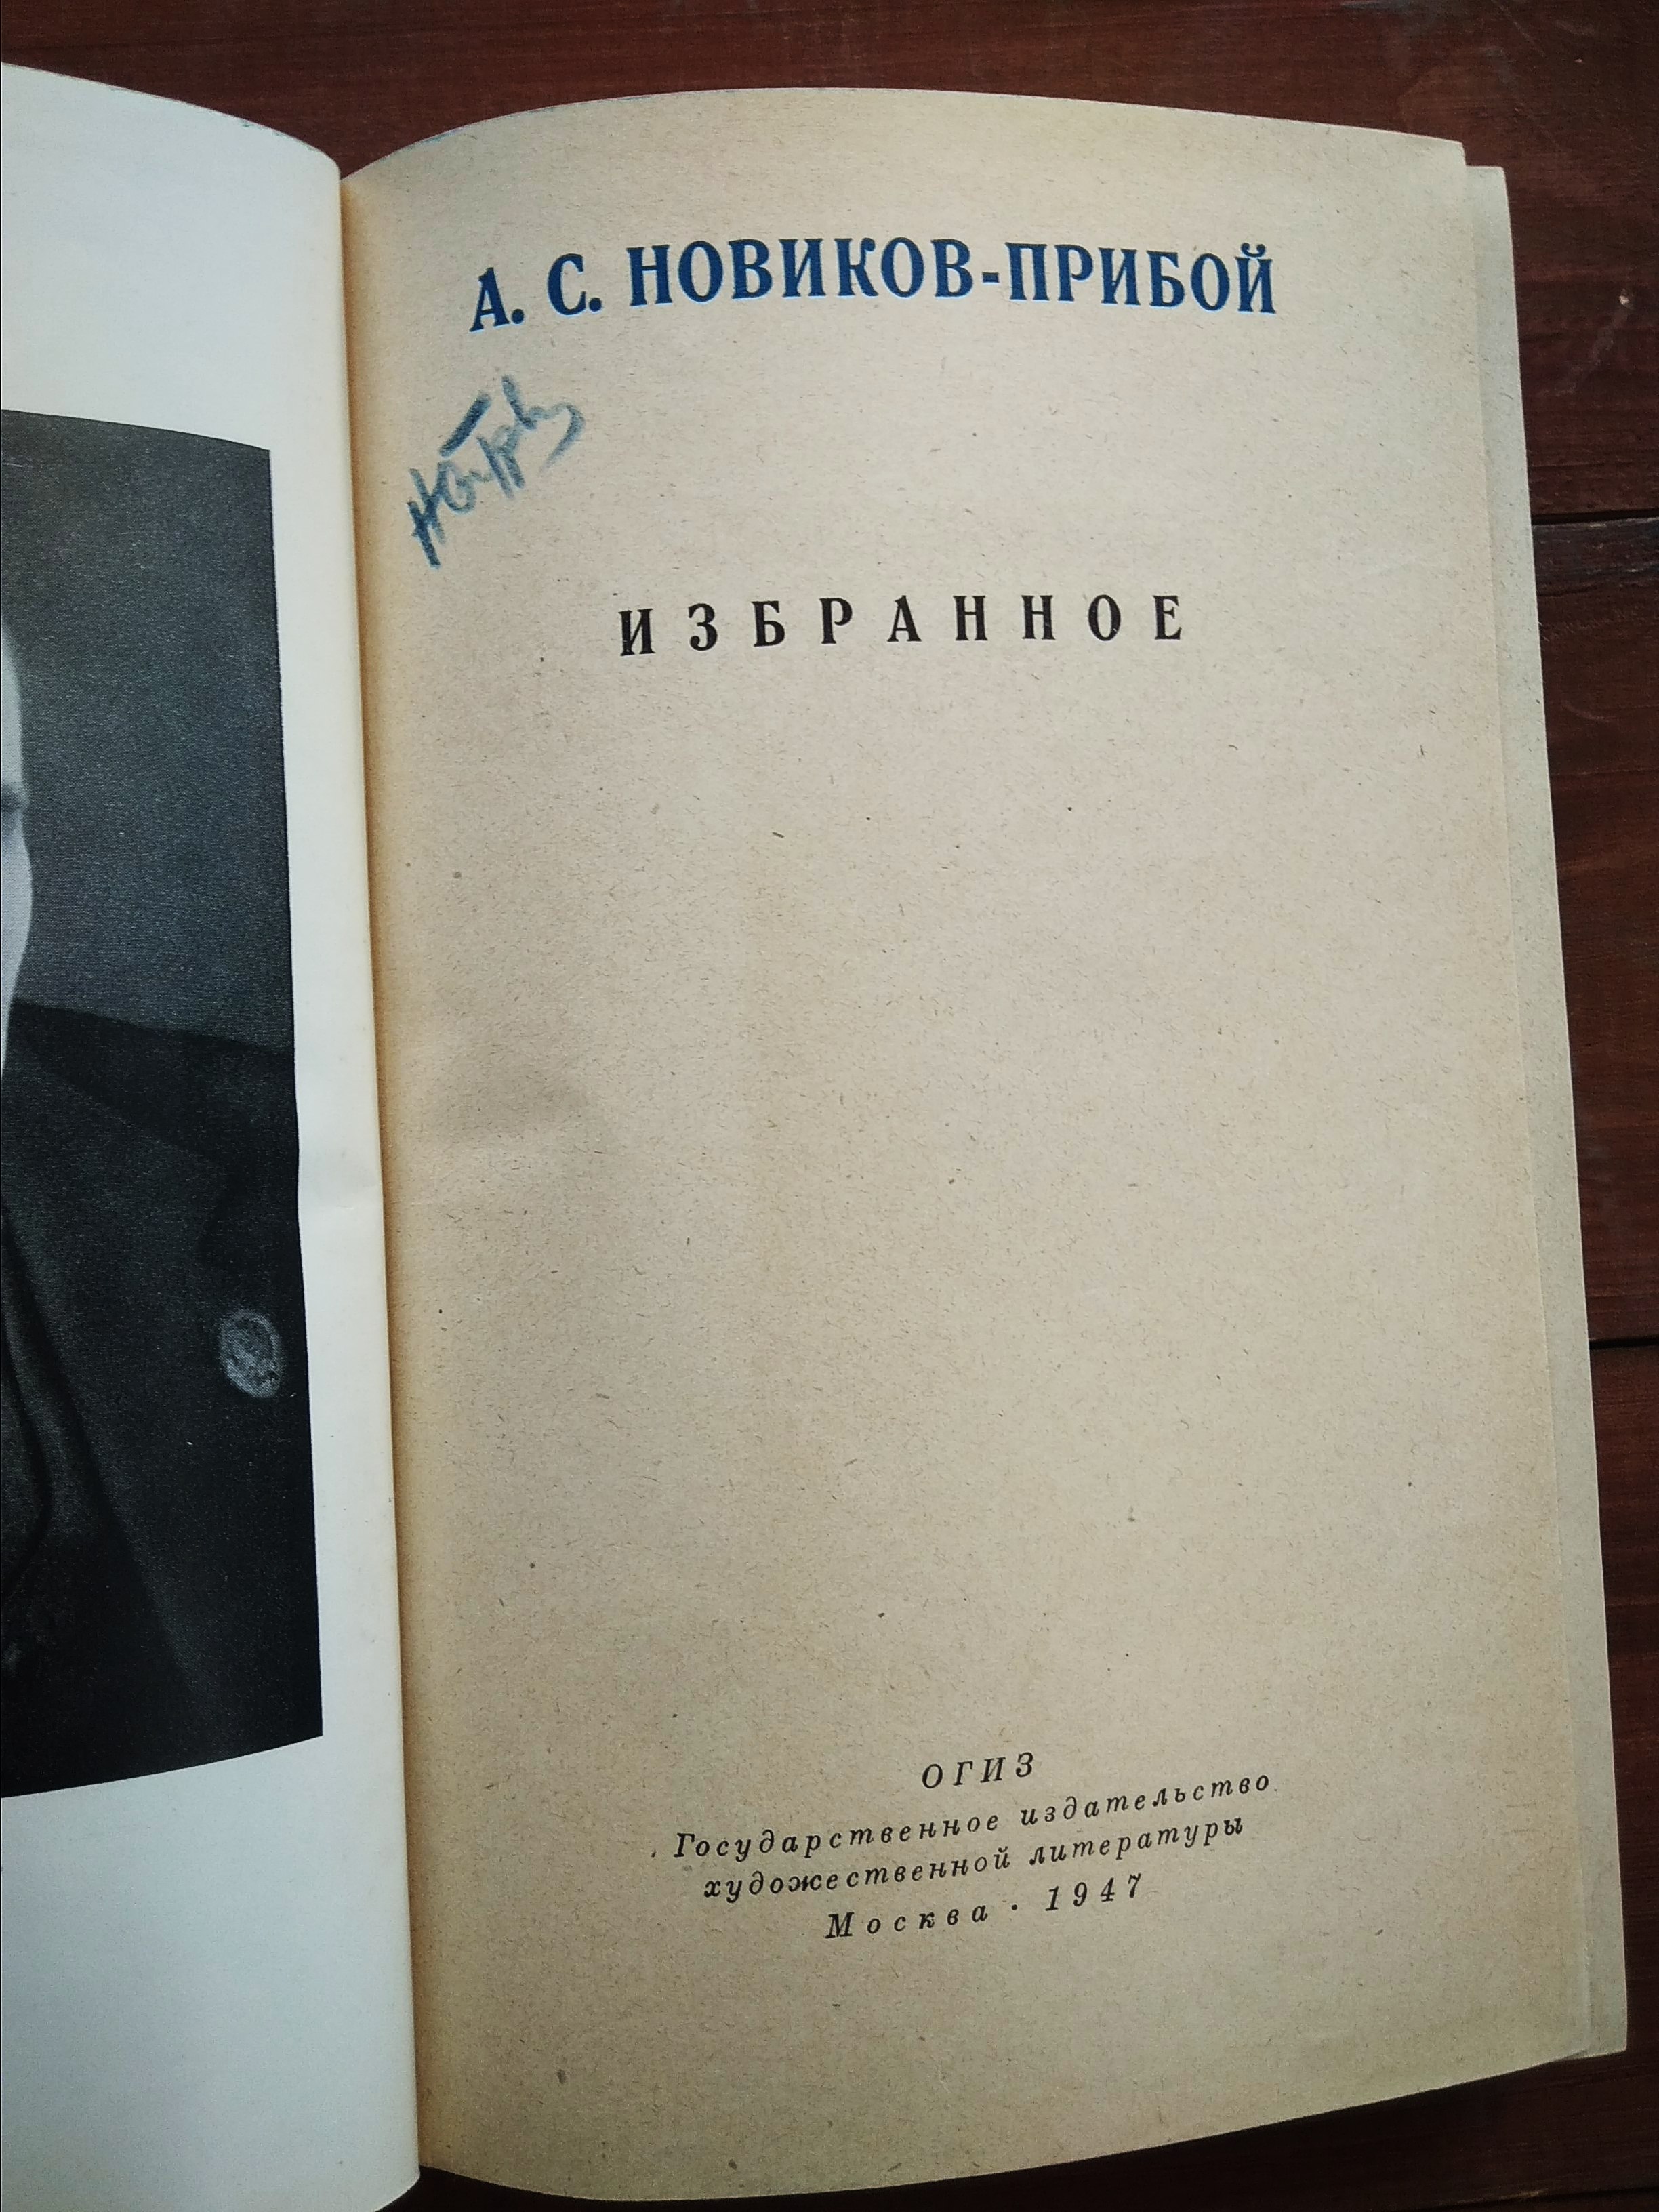 А. С. НОВИКОВ-ПРИБОЙ
ИЗБРАННОЕ
ОГИЗ
Государственное издательство
художественной литературы
Москва · 1947